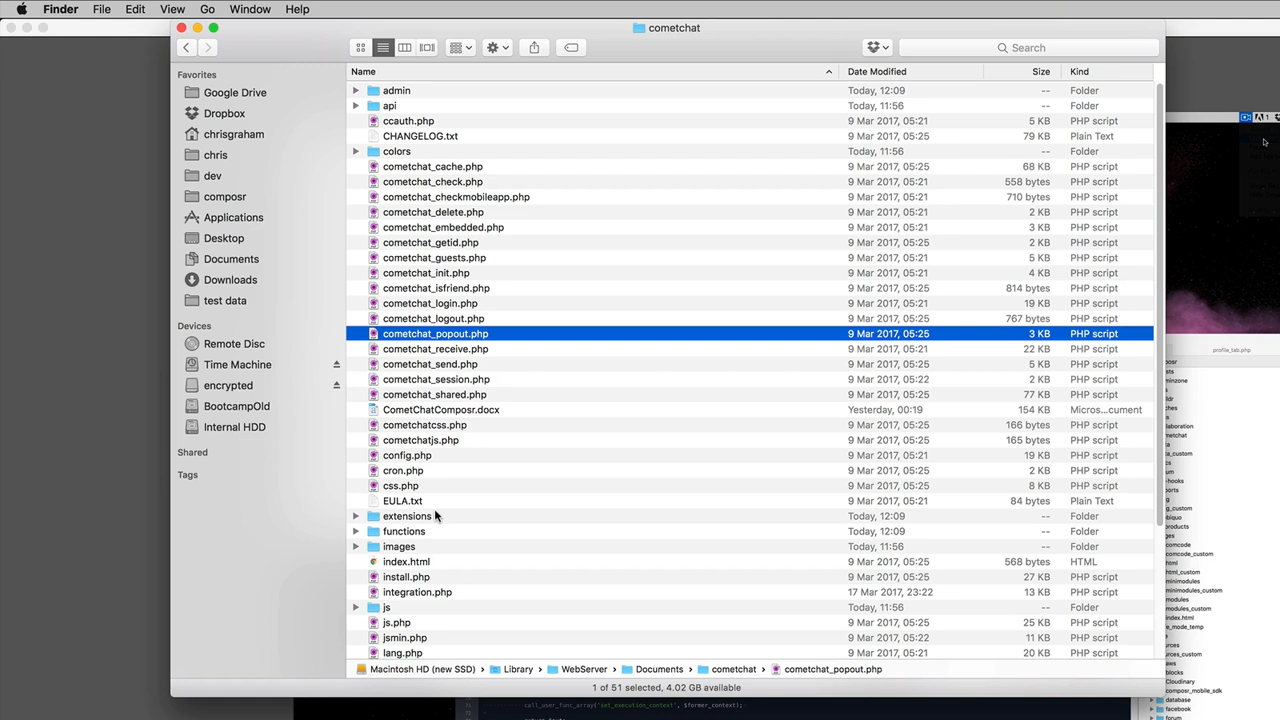 Finder File Edit View Go Window Help
cometchat
Search
Favorites
Google Drive
Dropbox
chrisgraham
chris
dev
composr
Applications
Desktop
Documents
Downloads
test data
Devices
Remote Disc
Time Machine
encrypted
BootcampOld
Internal HDD
Shared
Tags
Name Date Modified Size Kind
admin Today, 12:09 -- Folder
api Today, 11:56 -- Folder
ccauth.php 9 Mar 2017, 05:21 5 KB PHP script
CHANGELOG.txt 9 Mar 2017, 05:25 79 KB Plain Text
colors Today, 11:56 -- Folder
cometchat_cache.php 9 Mar 2017, 05:25 68 KB PHP script
cometchat_check.php 9 Mar 2017, 05:21 558 bytes PHP script
cometchat_checkmobileapp.php 9 Mar 2017, 05:21 710 bytes PHP script
cometchat_delete.php 9 Mar 2017, 05:21 2 KB PHP script
cometchat_embedded.php 9 Mar 2017, 05:21 3 KB PHP script
cometchat_getid.php 9 Mar 2017, 05:25 2 KB PHP script
cometchat_guests.php 9 Mar 2017, 05:21 5 KB PHP script
cometchat_init.php 9 Mar 2017, 05:21 4 KB PHP script
cometchat_isfriend.php 9 Mar 2017, 05:25 814 bytes PHP script
cometchat_login.php 9 Mar 2017, 05:21 19 KB PHP script
cometchat_logout.php 9 Mar 2017, 05:25 767 bytes PHP script
cometchat_popout.php 9 Mar 2017, 05:25 3 KB PHP script
cometchat_receive.php 9 Mar 2017, 05:21 22 KB PHP script
cometchat_send.php 9 Mar 2017, 05:21 5 KB PHP script
cometchat_session.php 9 Mar 2017, 05:22 2 KB PHP script
cometchat_shared.php 9 Mar 2017, 05:25 77 KB PHP script
CometChatComposr.docx Yesterday, 00:19 154 KB Micros...cument
cometchatcss.php 9 Mar 2017, 05:25 166 bytes PHP script
cometchatjs.php 9 Mar 2017, 05:21 165 bytes PHP script
config.php 9 Mar 2017, 05:25 19 KB PHP script
cron.php 9 Mar 2017, 05:25 2 KB PHP script
css.php 9 Mar 2017, 05:25 8 KB PHP script
EULA.txt 9 Mar 2017, 05:21 84 bytes Plain Text
extensions Today, 12:09 -- Folder
functions Today, 12:09 -- Folder
images Today, 11:56 -- Folder
index.html 9 Mar 2017, 05:25 568 bytes HTML
install.php 9 Mar 2017, 05:25 27 KB PHP script
integration.php 17 Mar 2017, 23:22 13 KB PHP script
js Today, 11:56 -- Folder
js.php 9 Mar 2017, 05:25 25 KB PHP script
jsmin.php 9 Mar 2017, 05:22 11 KB PHP script
lang.php 9 Mar 2017, 05:21 20 KB PHP script
Macintosh HD (new SSD) Library WebServer Documents cometchat cometchat_popout.php
1 of 51 selected, 4.02 GB available
profile_tab.php
comcode
comcode_custom
html
html_custom
minimodules
minimodules_custom
modules
modules_custom
index.html
Cloudinary
composr_mobile_sdk
database
facebook
forum
call_user_func_array('set_execution_context', $former_context);